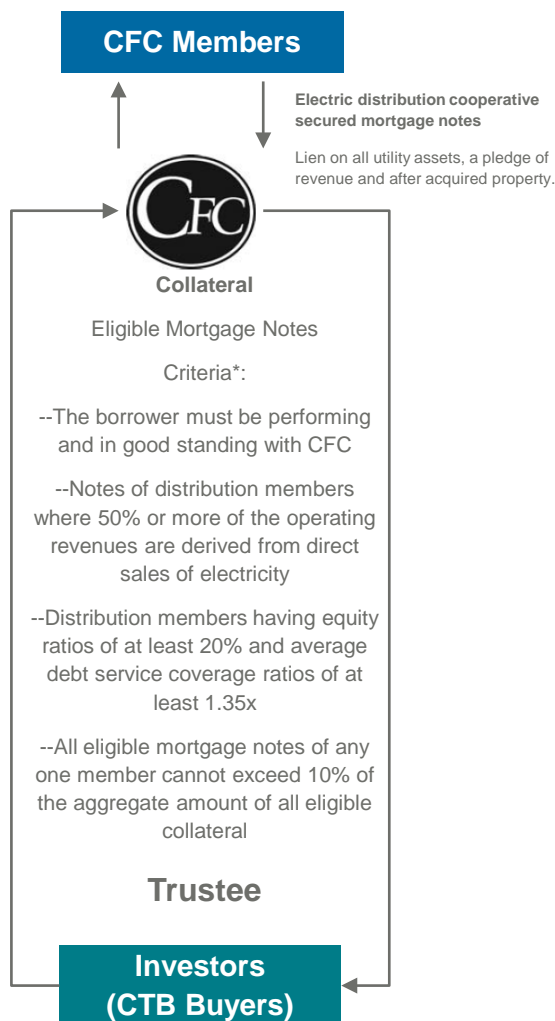 CFC Members
Electric distribution cooperative
secured mortgage notes
Lien on all utility assets, a pledge of
revenue and after acquired property.
CFC
Collateral
Eligible Mortgage Notes
Criteria*:
--The borrower must be performing
and in good standing with CFC
--Notes of distribution members
where 50% or more of the operating
revenues are derived from direct
sales of electricity
--Distribution members having equity
ratios of at least 20% and average
debt service coverage ratios of at
least 1.35x
--All eligible mortgage notes of any
one member cannot exceed 10% of
the aggregate amount of all eligible
collateral
Trustee
Investors
(CTB Buyers)